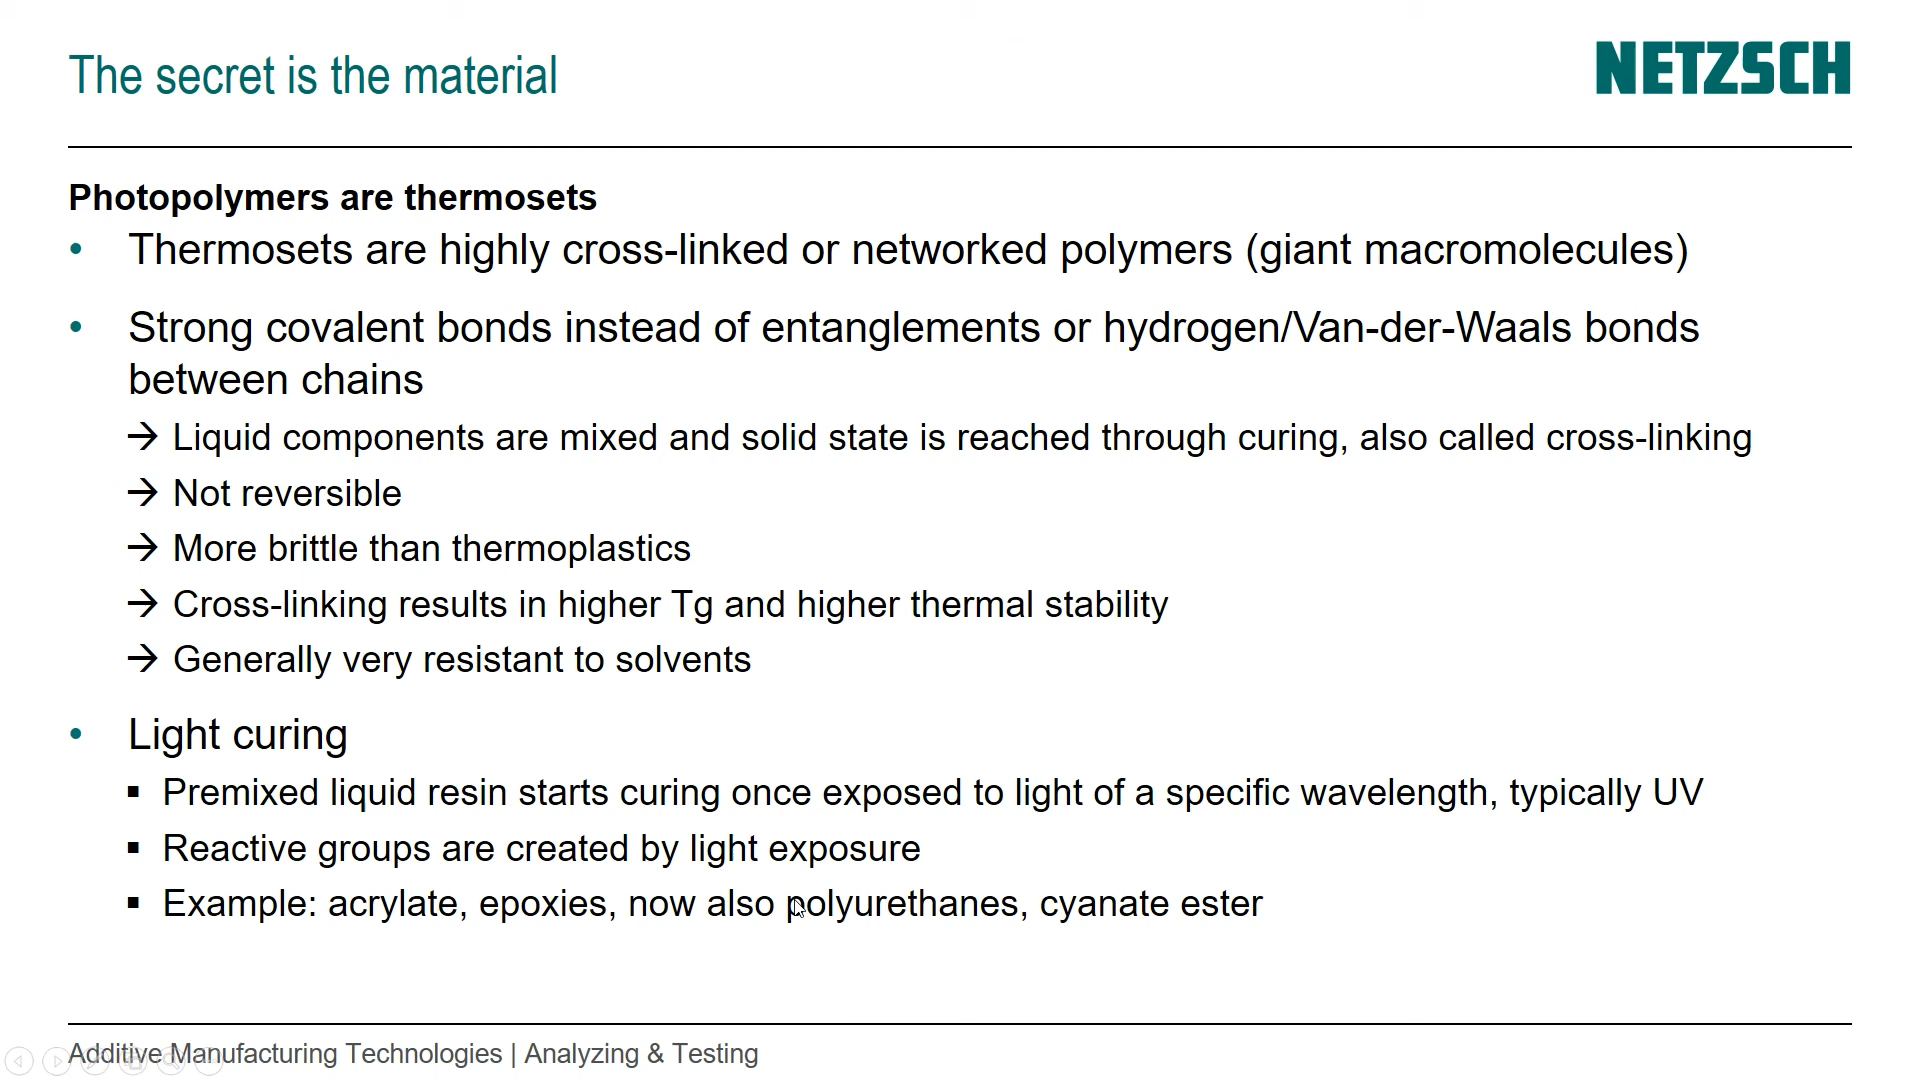 The secret is the material
NETZSCH
Photopolymers are thermosets
• Thermosets are highly cross-linked or networked polymers (giant macromolecules)
• Strong covalent bonds instead of entanglements or hydrogen/Van-der-Waals bonds
between chains
→ Liquid components are mixed and solid state is reached through curing, also called cross-linking
→ Not reversible
→ More brittle than thermoplastics
→ Cross-linking results in higher Tg and higher thermal stability
→ Generally very resistant to solvents
• Light curing
▪ Premixed liquid resin starts curing once exposed to light of a specific wavelength, typically UV
▪ Reactive groups are created by light exposure
▪ Example: acrylate, epoxies, now also polyurethanes, cyanate ester
Additive Manufacturing Technologies | Analyzing & Testing